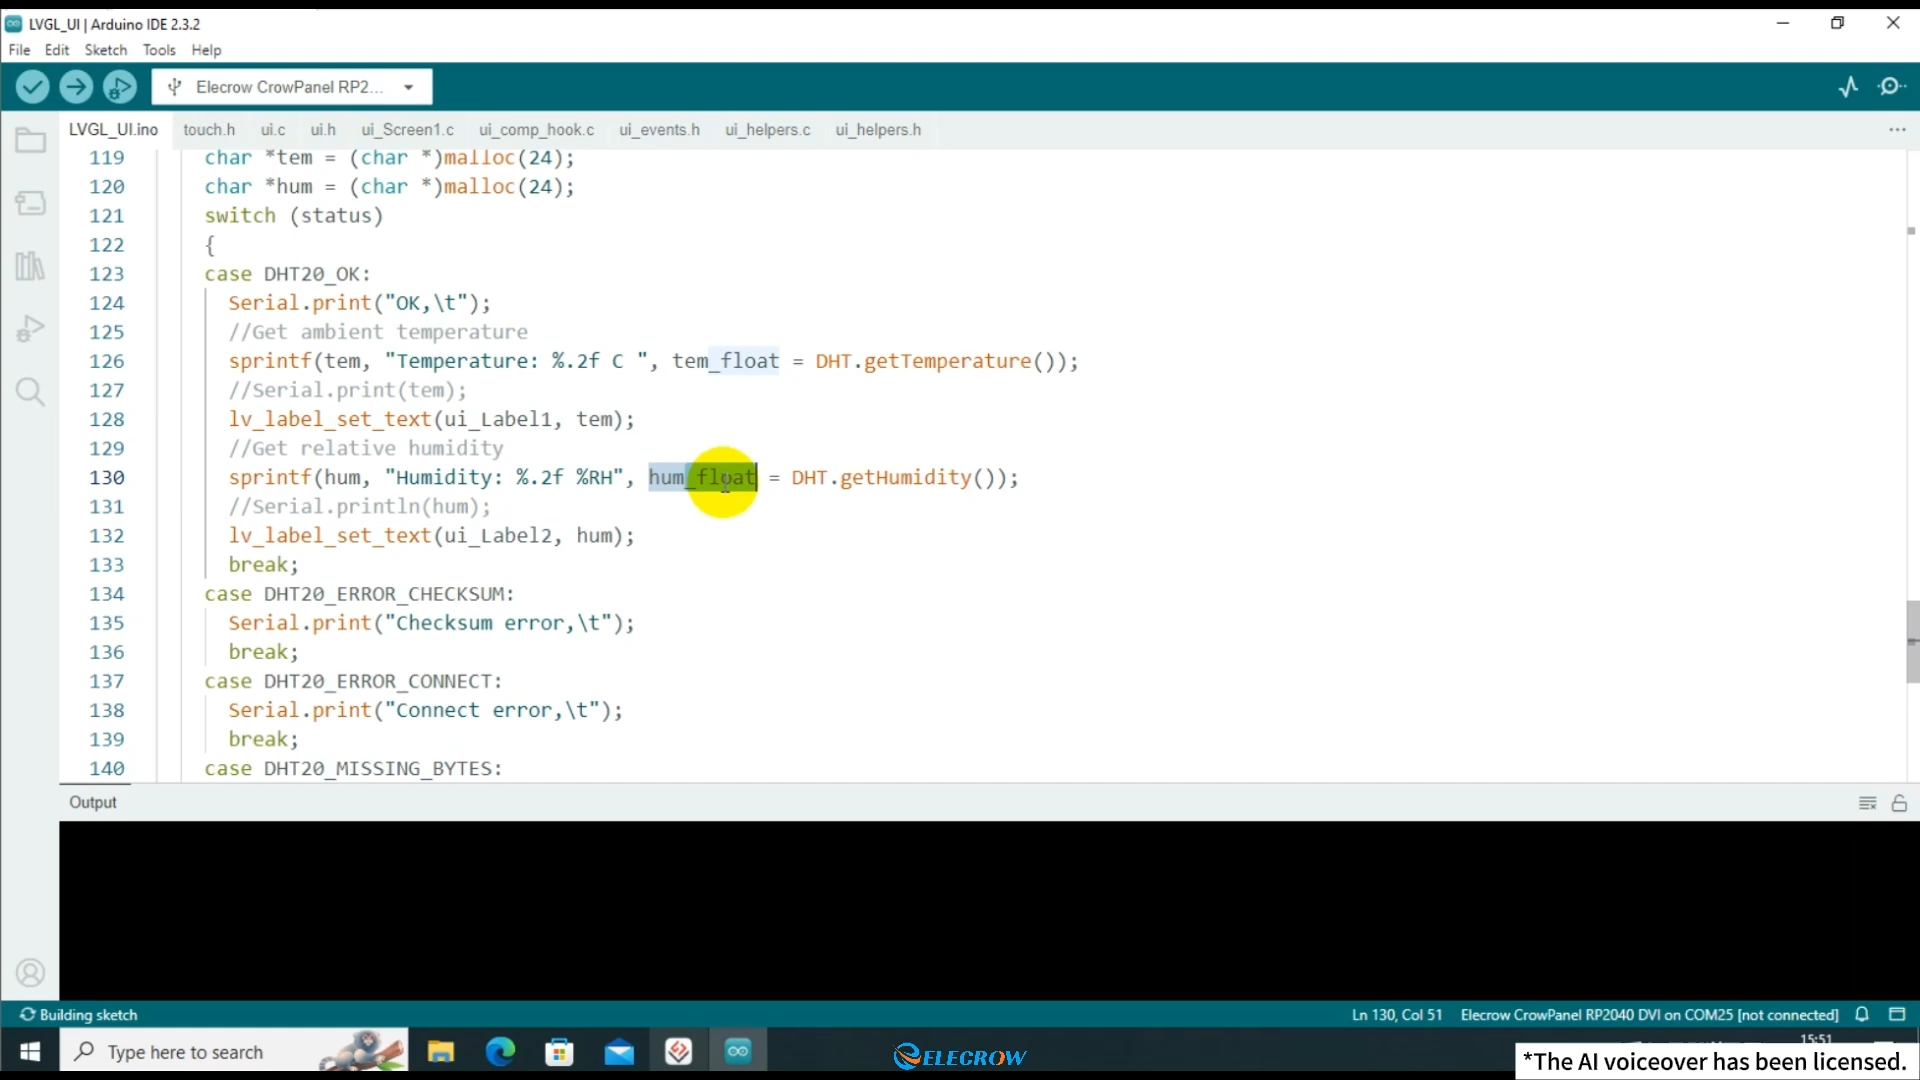 LVGL_UI | Arduino IDE 2.3.2
File Edit Sketch Tools Help
Elecrow CrowPanel RP2...
LVGL_UI.ino touch.h ui.c ui.h ui_Screen1.c ui_comp_hook.c ui_events.h ui_helpers.c ui_helpers.h
119 char *tem = (char *)malloc(24);
120 char *hum = (char *)malloc(24);
121 switch (status)
122 {
123 case DHT20_OK:
124 Serial.print("OK,\t");
125 //Get ambient temperature
126 sprintf(tem, "Temperature: %.2f C ", tem_float = DHT.getTemperature());
127 //Serial.print(tem);
128 lv_label_set_text(ui_Label1, tem);
129 //Get relative humidity
130 sprintf(hum, "Humidity: %.2f %RH", hum_float = DHT.getHumidity());
131 //Serial.println(hum);
132 lv_label_set_text(ui_Label2, hum);
133 break;
134 case DHT20_ERROR_CHECKSUM:
135 Serial.print("Checksum error,\t");
136 break;
137 case DHT20_ERROR_CONNECT:
138 Serial.print("Connect error,\t");
139 break;
140 case DHT20_MISSING_BYTES:
Output
Building sketch
Ln 130, Col 51 Elecrow CrowPanel RP2040 DVI on COM25 [not connected]
Type here to search
ELECROW
15:51
*The AI voiceover has been licensed.